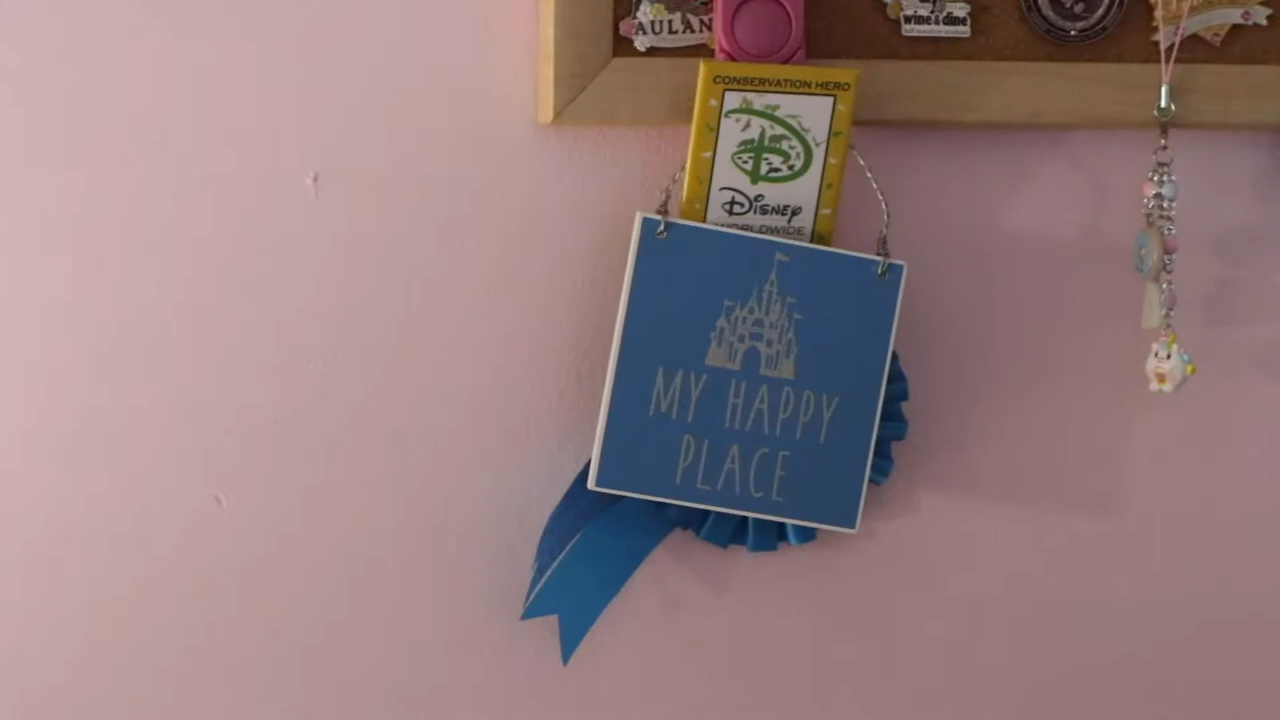 AULAN
wine & dine
CONSERVATION HERO
Disney
WORLDWIDE
MY HAPPY
PLACE